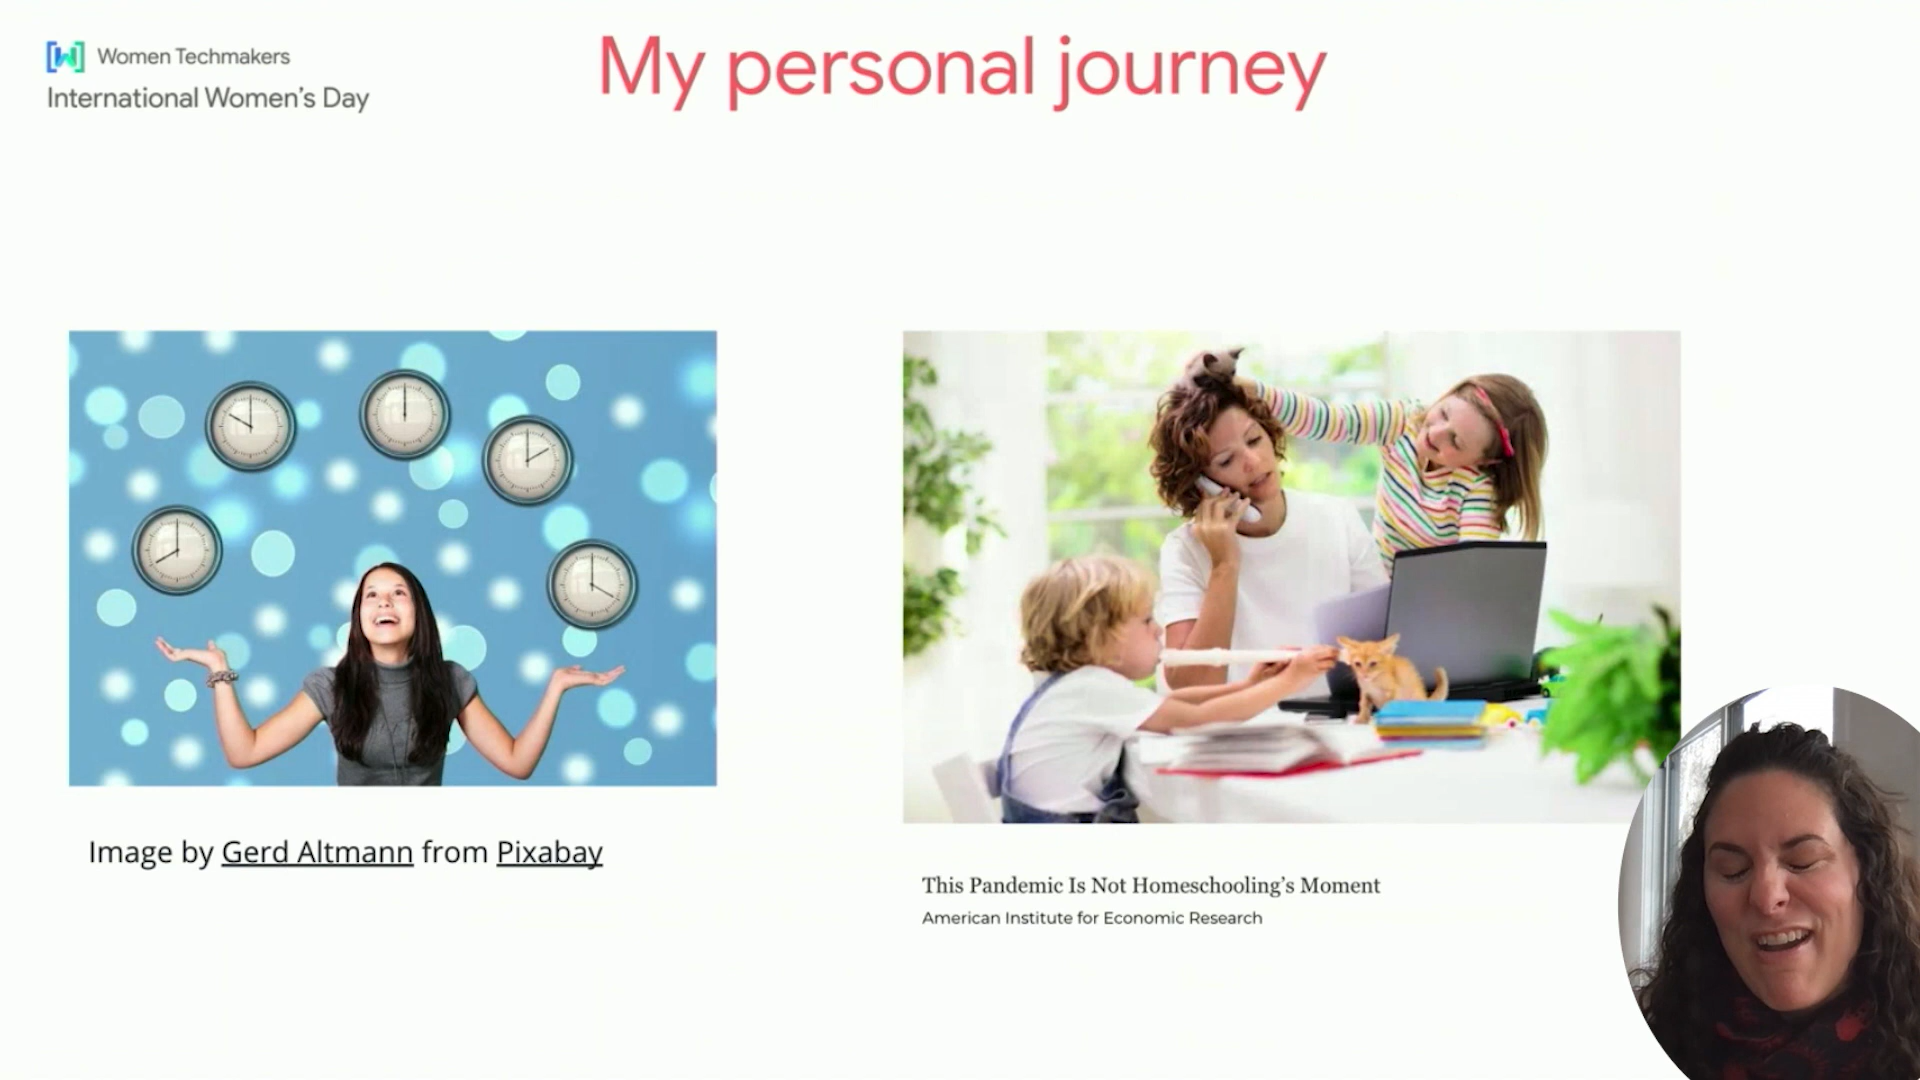 Women Techmakers
International Women's Day
My personal journey
Image by Gerd Altmann from Pixabay
This Pandemic Is Not Homeschooling's Moment
American Institute for Economic Research